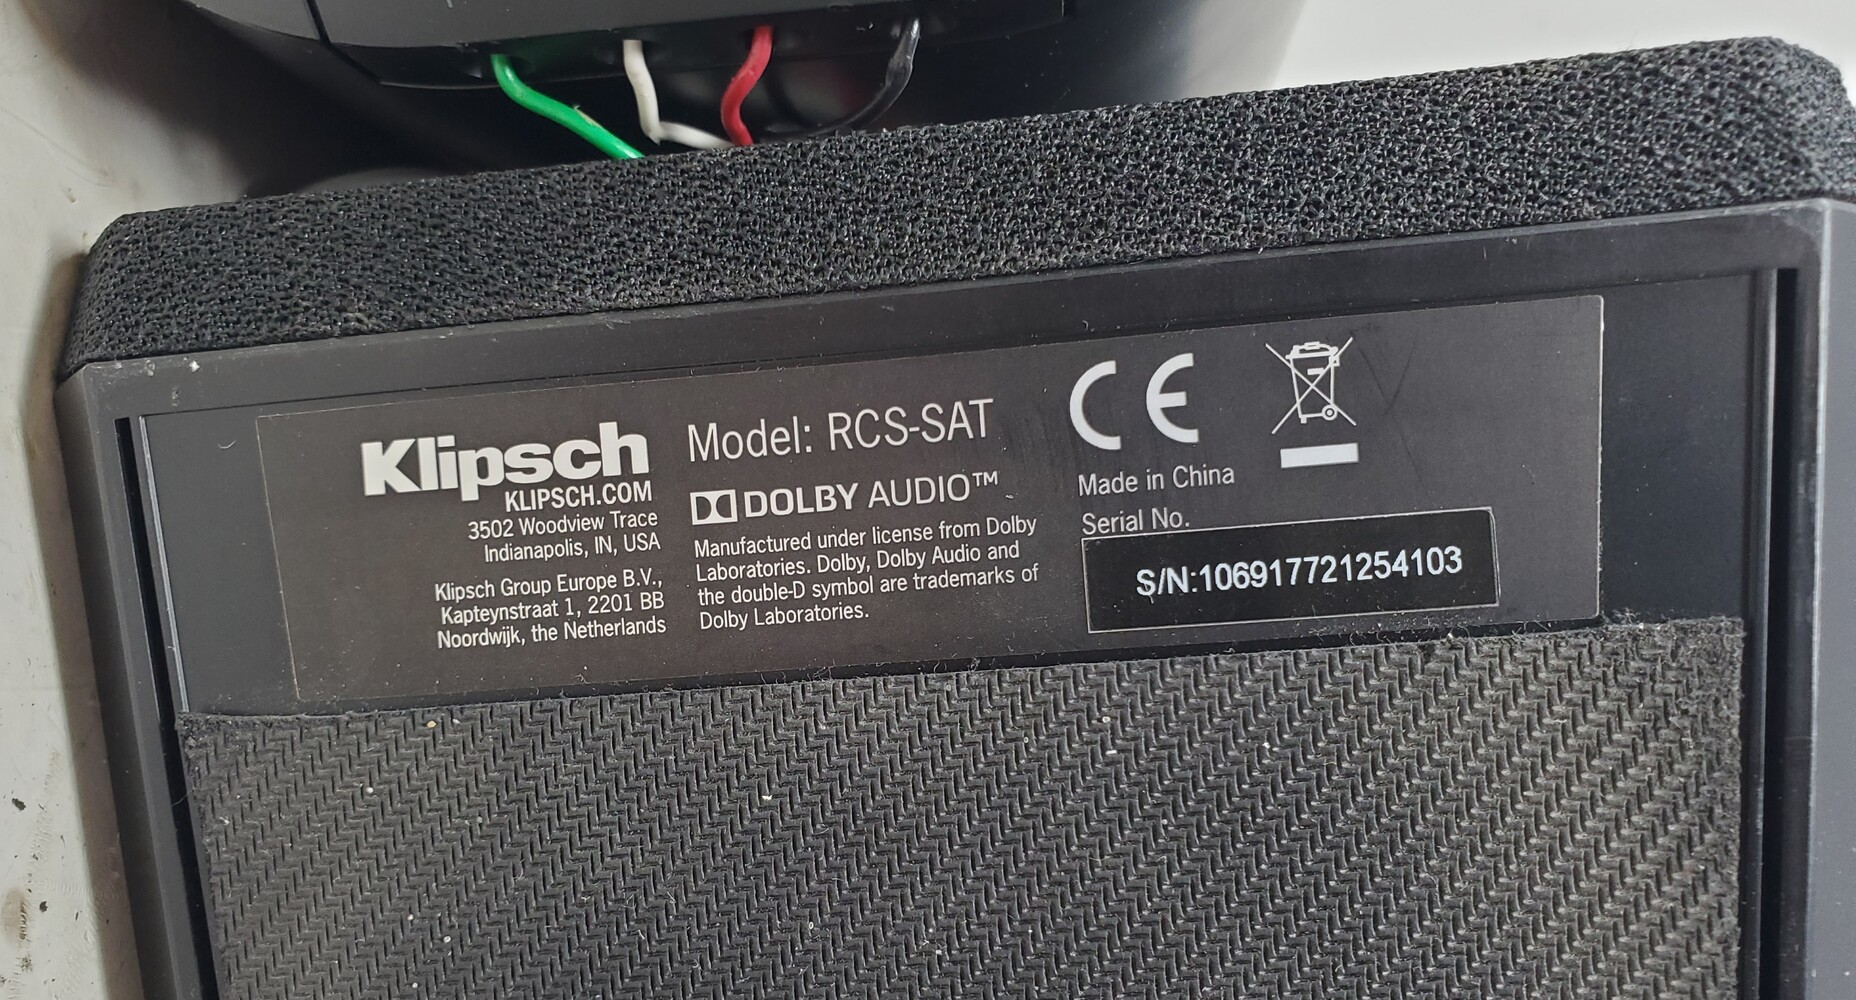 Klipsch
KLIPSCH.COM
3502 Woodview Trace
Indianapolis, IN, USA
Klipsch Group Europe B.V.,
Kapteynstraat 1, 2201 BB
Noordwijk, the Netherlands
Model: RCS-SAT
DOLBY AUDIO™
Manufactured under license from Dolby
Laboratories. Dolby, Dolby Audio and
the double-D symbol are trademarks of
Dolby Laboratories.
CE
Made in China
Serial No.
S/N:106917721254103